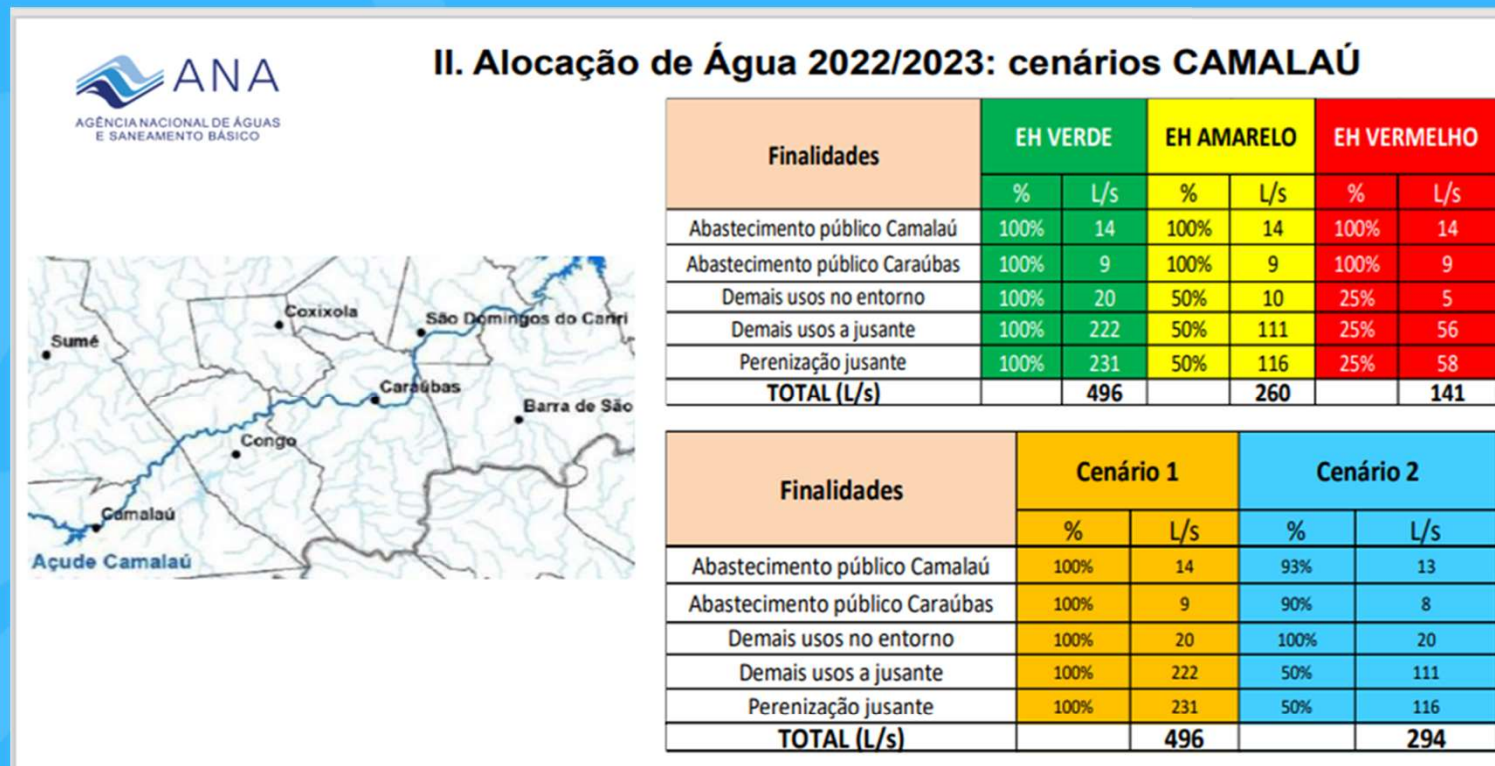 ANA
AGÊNCIA NACIONAL DE ÁGUAS
E SANEAMENTO BÁSICO
II. Alocação de Água 2022/2023: cenários CAMALAÚ
Finalidades EH VERDE EH AMARELO EH VERMELHO
% L/s % L/s % L/s
Abastecimento público Camalaú 100% 14 100% 14 100% 14
Abastecimento público Caraúbas 100% 9 100% 9 100% 9
Demais usos no entorno 100% 20 50% 10 25% 5
Demais usos a jusante 100% 222 50% 111 25% 56
Perenização jusante 100% 231 50% 116 25% 58
TOTAL (L/s) 496 260 141
Coxixola
São Domingos do Cariri
Sumé
Caraúbas
Barra de São
Congo
Camalaú
Açude Camalaú
Finalidades Cenário 1 Cenário 2
% L/s % L/s
Abastecimento público Camalaú 100% 14 93% 13
Abastecimento público Caraúbas 100% 9 90% 8
Demais usos no entorno 100% 20 100% 20
Demais usos a jusante 100% 222 50% 111
Perenização jusante 100% 231 50% 116
TOTAL (L/s) 496 294